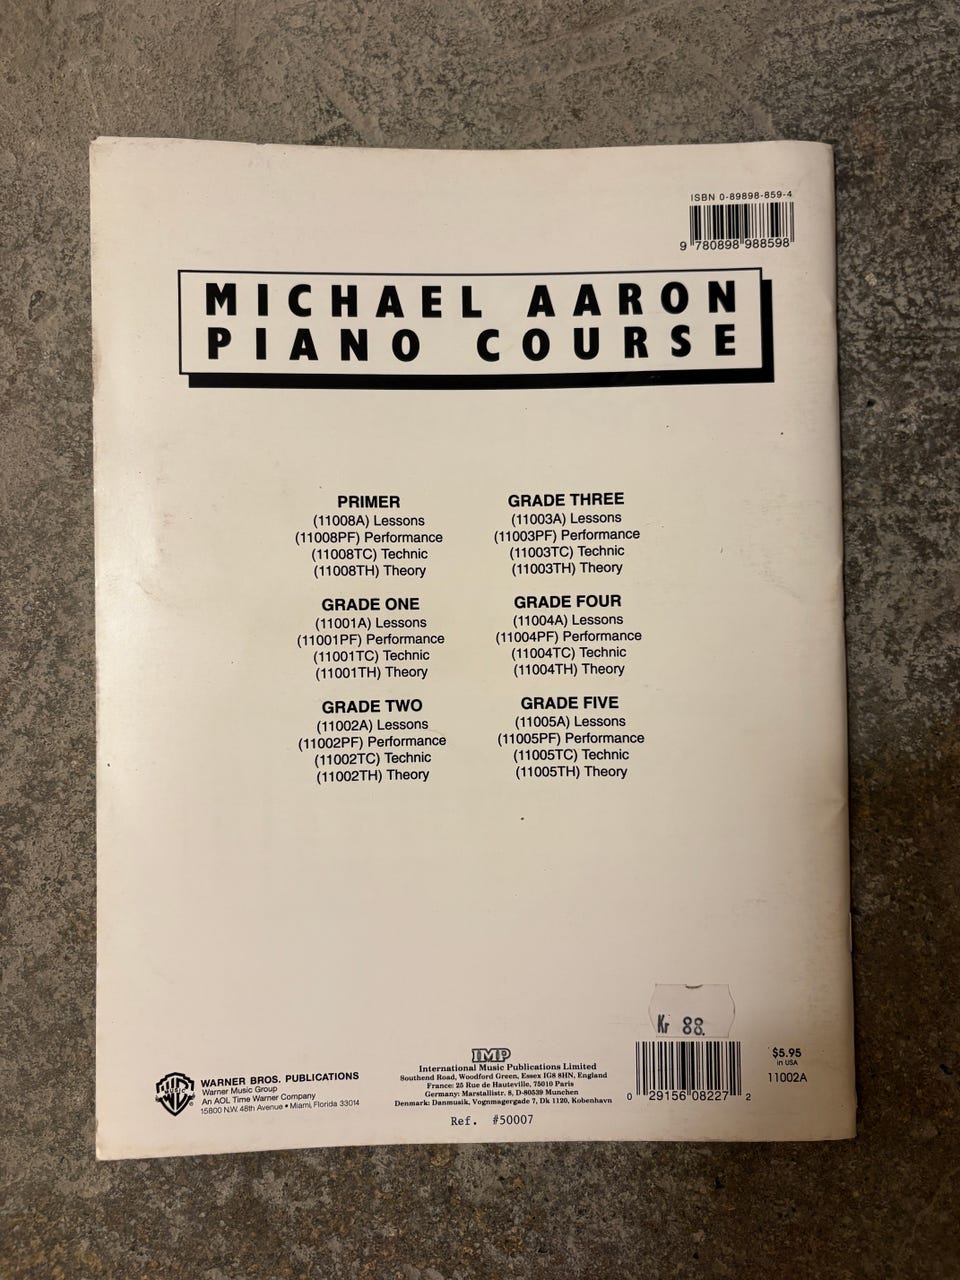 ISBN 0-89898-859-4
9 780898 988598
MICHAEL AARON
PIANO COURSE
PRIMER
(11008A) Lessons
(11008PF) Performance
(11008TC) Technic
(11008TH) Theory
GRADE ONE
(11001A) Lessons
(11001PF) Performance
(11001TC) Technic
(11001TH) Theory
GRADE TWO
(11002A) Lessons
(11002PF) Performance
(11002TC) Technic
(11002TH) Theory
GRADE THREE
(11003A) Lessons
(11003PF) Performance
(11003TC) Technic
(11003TH) Theory
GRADE FOUR
(11004A) Lessons
(11004PF) Performance
(11004TC) Technic
(11004TH) Theory
GRADE FIVE
(11005A) Lessons
(11005PF) Performance
(11005TC) Technic
(11005TH) Theory
MUSIC
WARNER BROS. PUBLICATIONS
Warner Music Group
An AOL Time Warner Company
15800 N.W. 48th Avenue • Miami, Florida 33014
IMP
International Music Publications Limited
Southend Road, Woodford Green, Essex IG8 8HN, England
France: 25 Rue de Hauteville, 75010 Paris
Germany: Marstallstr. 8, D-80539 Munchen
Denmark: Danmusik, Vognmagergade 7, Dk 1120, Kobenhavn
Ref. #50007
Kr 88.
0 29156 08227 2
$5.95
in USA
11002A